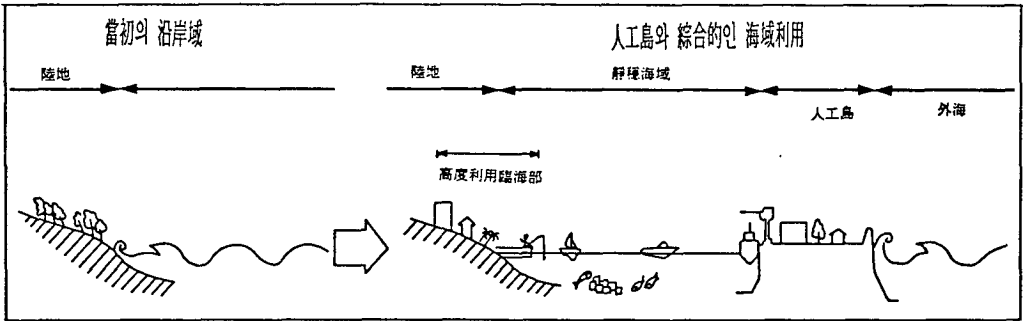 當初의 沿岸域
陸地
人工島와 綜合的인 海域利用
陸地
靜穩海域
人工島
外海
高度利用臨海部